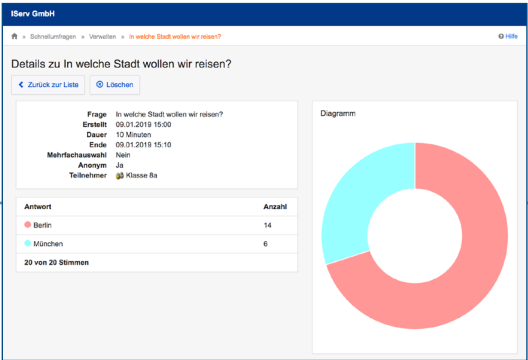 IServ GmbH
» Schnellumfragen » Verwalten » In welche Stadt wollen wir reisen?
Hilfe
Details zu In welche Stadt wollen wir reisen?
Zurück zur Liste
Löschen
Frage In welche Stadt wollen wir reisen?
Erstellt 09.01.2019 15:00
Dauer 10 Minuten
Ende 09.01.2019 15:10
Mehrfachauswahl Nein
Anonym Ja
Teilnehmer Klasse 8a
Diagramm
Antwort Anzahl
Berlin 14
München 6
20 von 20 Stimmen